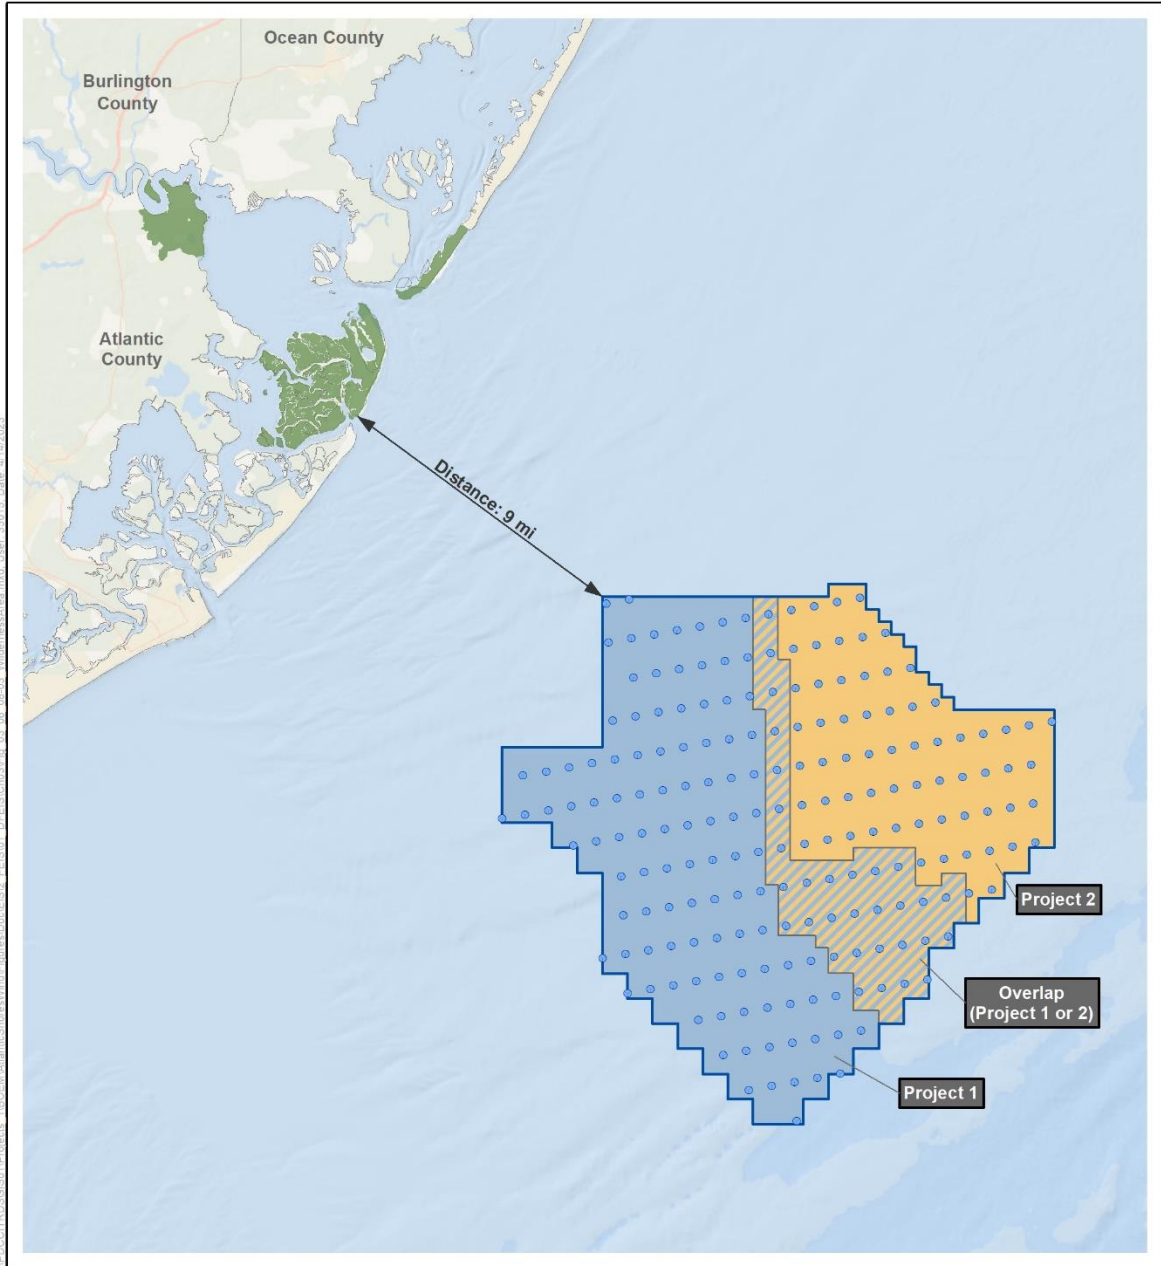 Ocean County
Burlington
County
Atlantic
County
Distance: 9 mi
Project 2
Overlap
(Project 1 or 2)
Project 1